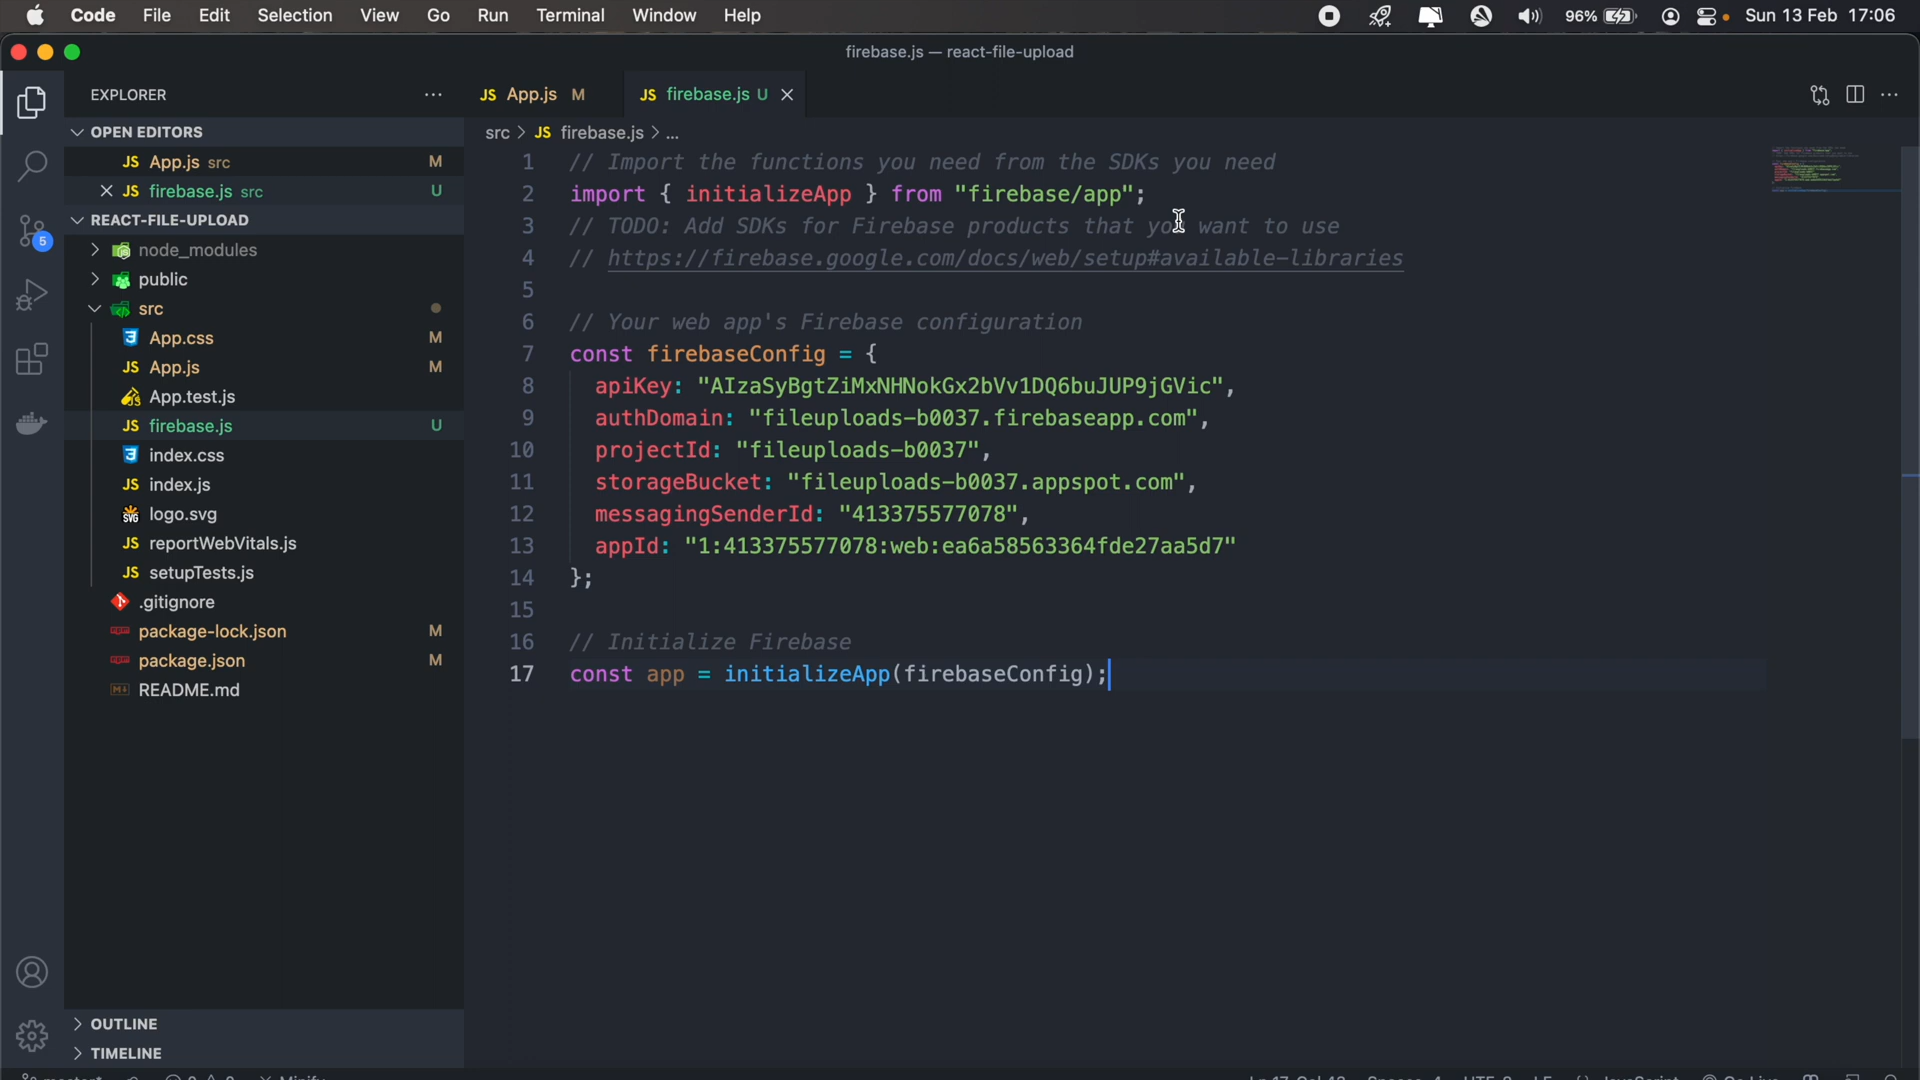 Code File Edit Selection View Go Run Terminal Window Help 96% Sun 13 Feb 17:06
firebase.js — react-file-upload
EXPLORER
JS App.js M
JS firebase.js U
OPEN EDITORS
JS App.js src M
JS firebase.js src U
REACT-FILE-UPLOAD
node_modules
public
src
App.css M
JS App.js M
App.test.js
JS firebase.js U
index.css
JS index.js
logo.svg
JS reportWebVitals.js
JS setupTests.js
.gitignore
package-lock.json M
package.json M
README.md
OUTLINE
TIMELINE
5
src > JS firebase.js > ...
1 // Import the functions you need from the SDKs you need
2 import { initializeApp } from "firebase/app";
3 // TODO: Add SDKs for Firebase products that you want to use
4 // https://firebase.google.com/docs/web/setup#available-libraries
5
6 // Your web app's Firebase configuration
7 const firebaseConfig = {
8 apiKey: "AIzaSyBgtZiMxNHNokGx2bVv1DQ6buJUP9jGVic",
9 authDomain: "fileuploads-b0037.firebaseapp.com",
10 projectId: "fileuploads-b0037",
11 storageBucket: "fileuploads-b0037.appspot.com",
12 messagingSenderId: "413375577078",
13 appId: "1:413375577078:web:ea6a58563364fde27aa5d7"
14 };
15
16 // Initialize Firebase
17 const app = initializeApp(firebaseConfig);